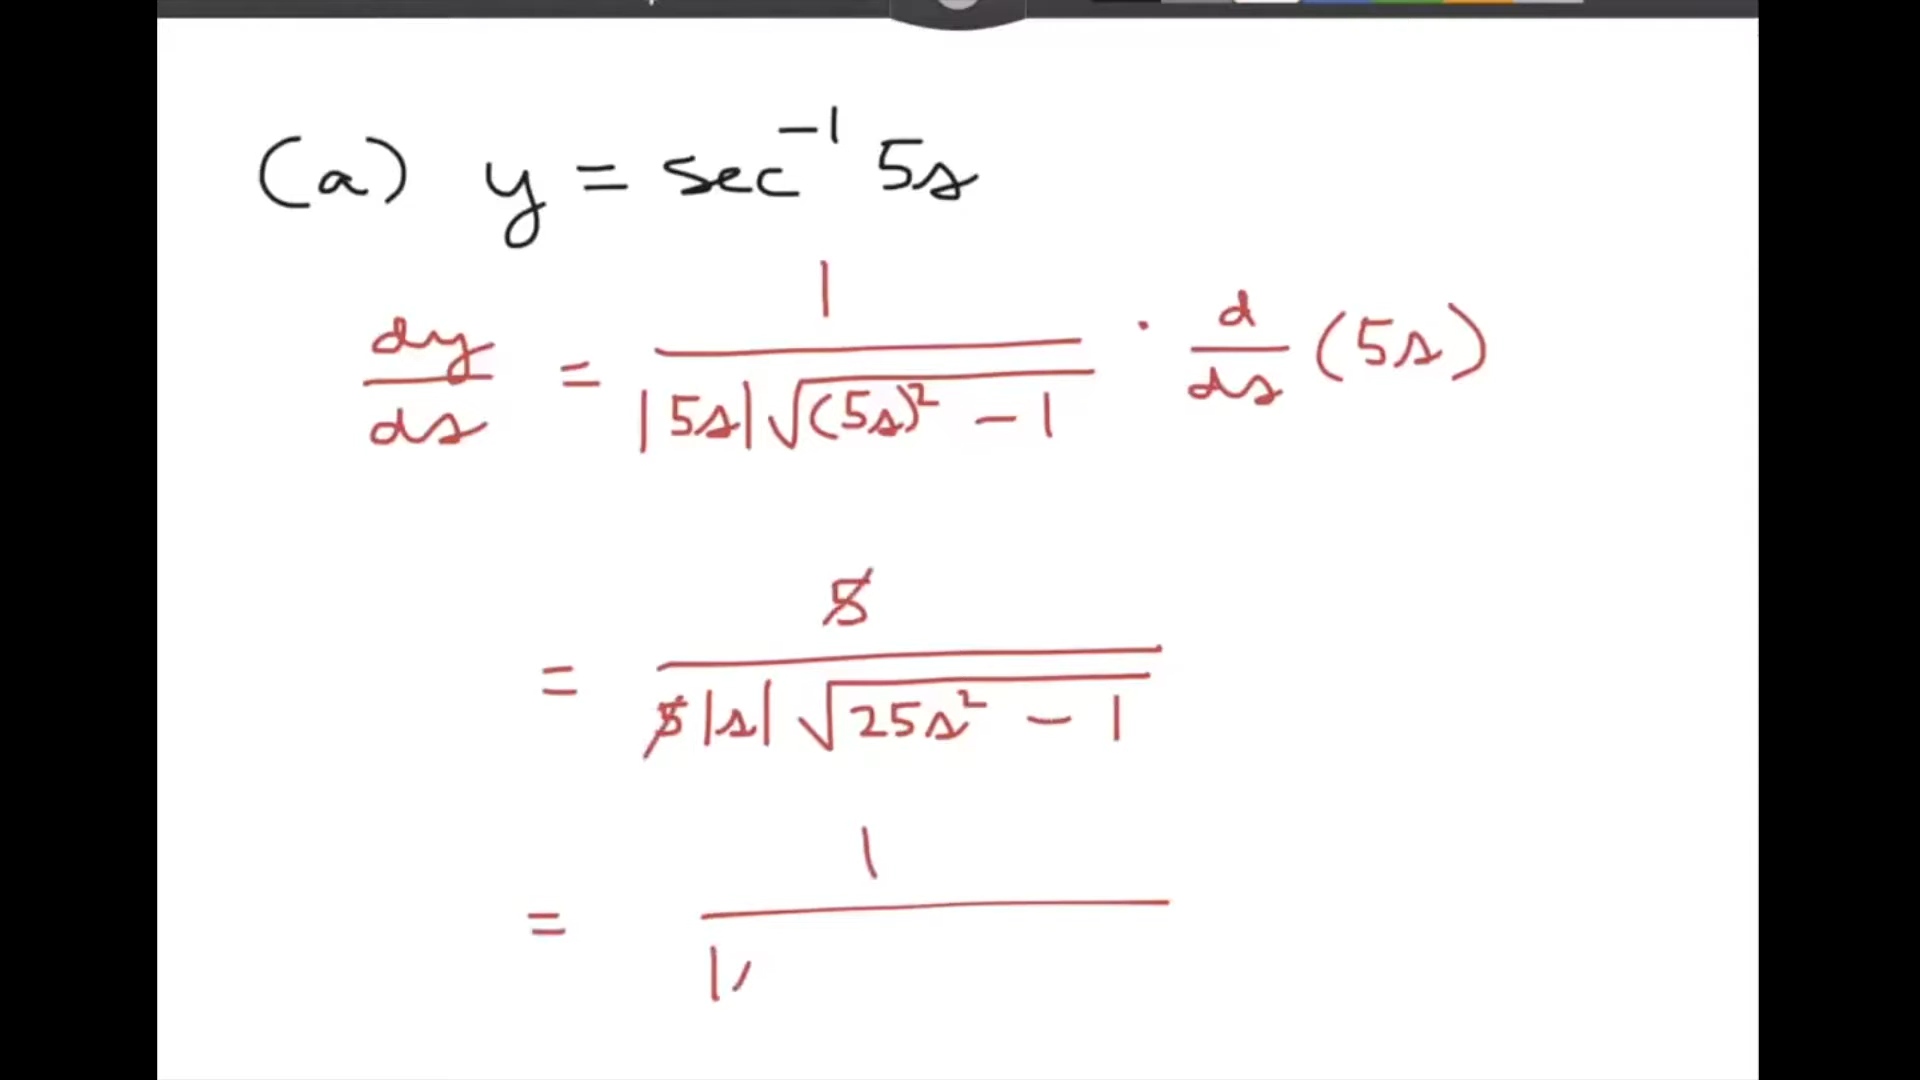 (a) y = sec⁻¹ 5s
dy/ds = 1/(|5s|√((5s)² − 1)) · d/ds (5s)
= 5/(5|s|√(25s² − 1))
= 1/(|